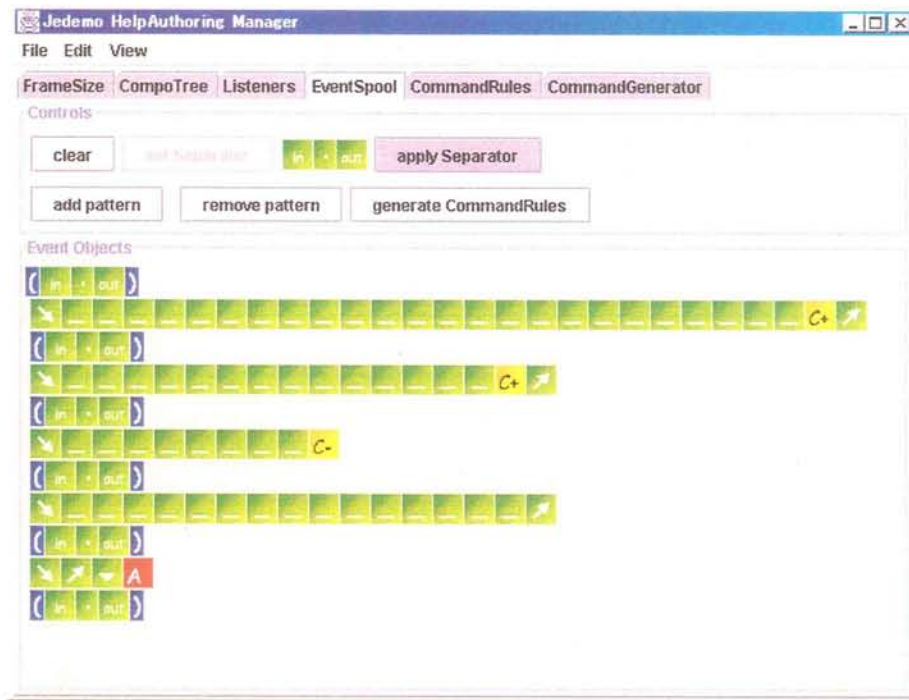 Jedemo HelpAuthoring Manager
File Edit View
FrameSize CompoTree Listeners EventSpool CommandRules CommandGenerator
Controls
clear set Separator in • out apply Separator
add pattern remove pattern generate CommandRules
Event Objects
( in • out )
C+
( in • out )
C+
( in • out )
C-
( in • out )
( in • out )
A
( in • out )